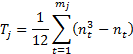 T_j = \frac{1}{12} \sum_{t=1}^{m_j} (n_t^3 - n_t)